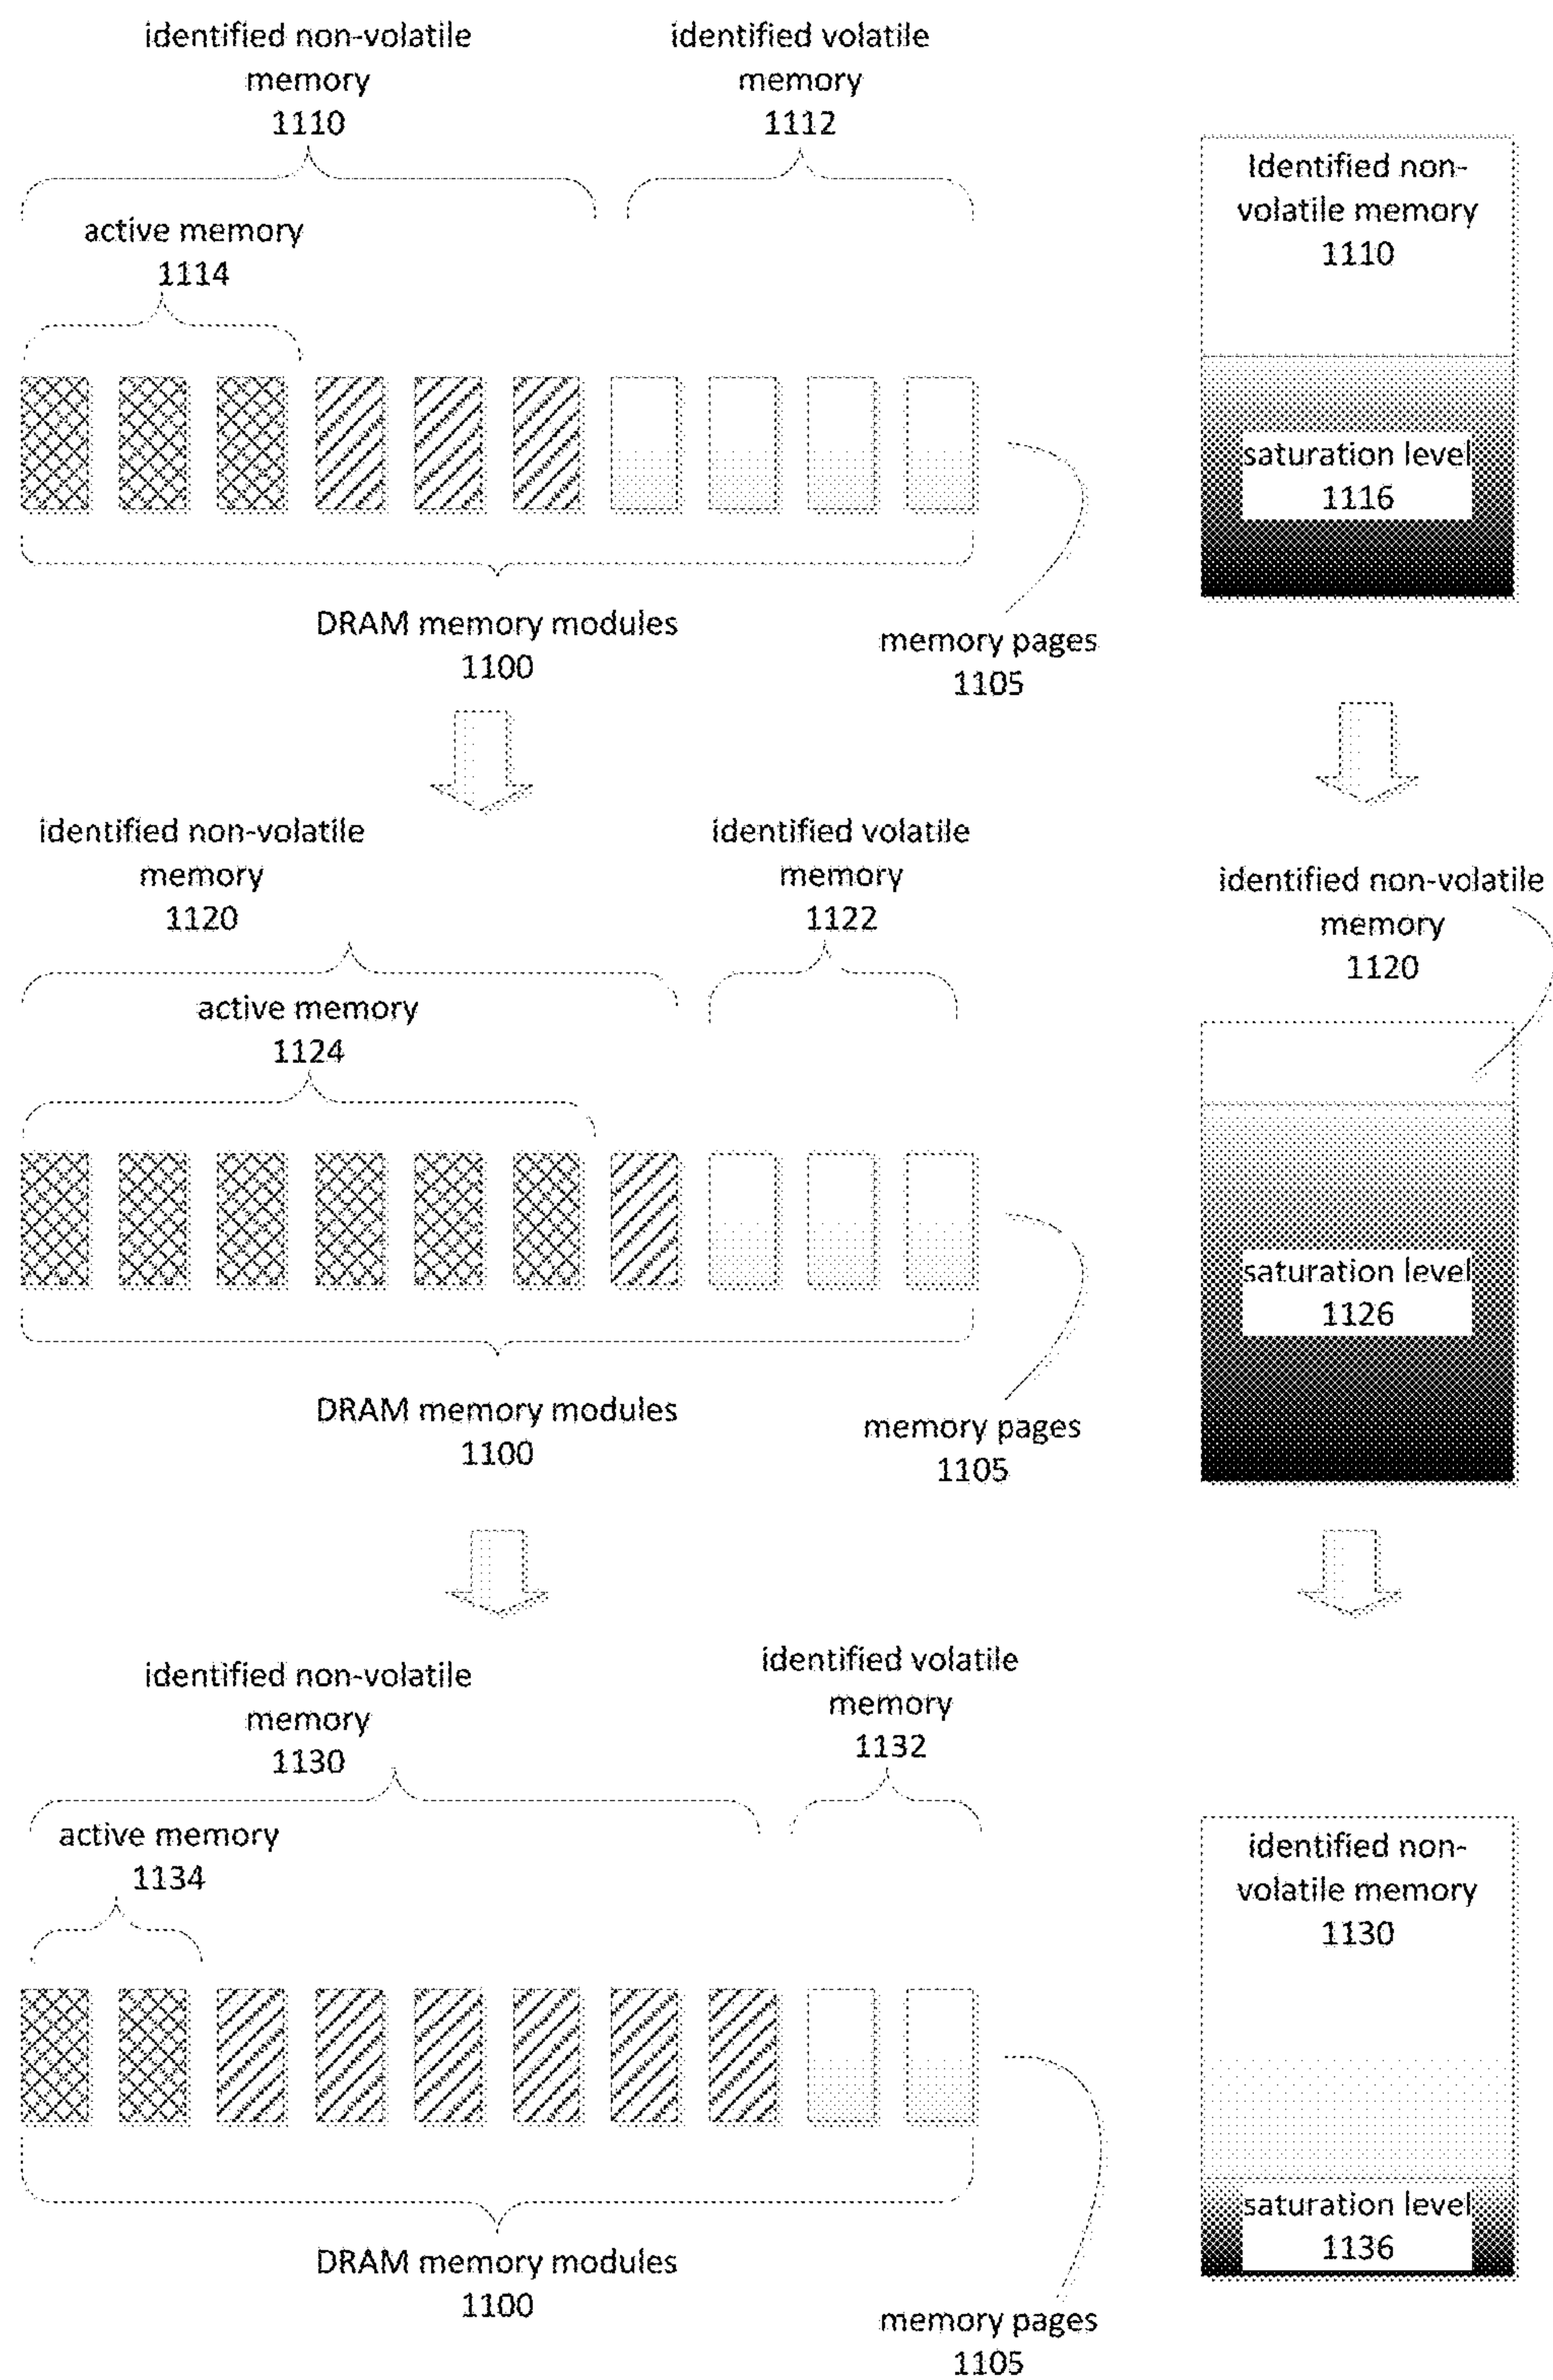 identified non-volatile
memory
1110
identified volatile
memory
1112
Identified non-
volatile memory
1110
active memory
1114
saturation level
1116
DRAM memory modules
1100
memory pages
1105
identified non-volatile
memory
1120
identified volatile
memory
1122
identified non-volatile
memory
1120
active memory
1124
saturation level
1126
DRAM memory modules
1100
memory pages
1105
identified non-volatile
memory
1130
identified volatile
memory
1132
identified non-
volatile memory
1130
active memory
1134
saturation level
1136
DRAM memory modules
1100
memory pages
1105